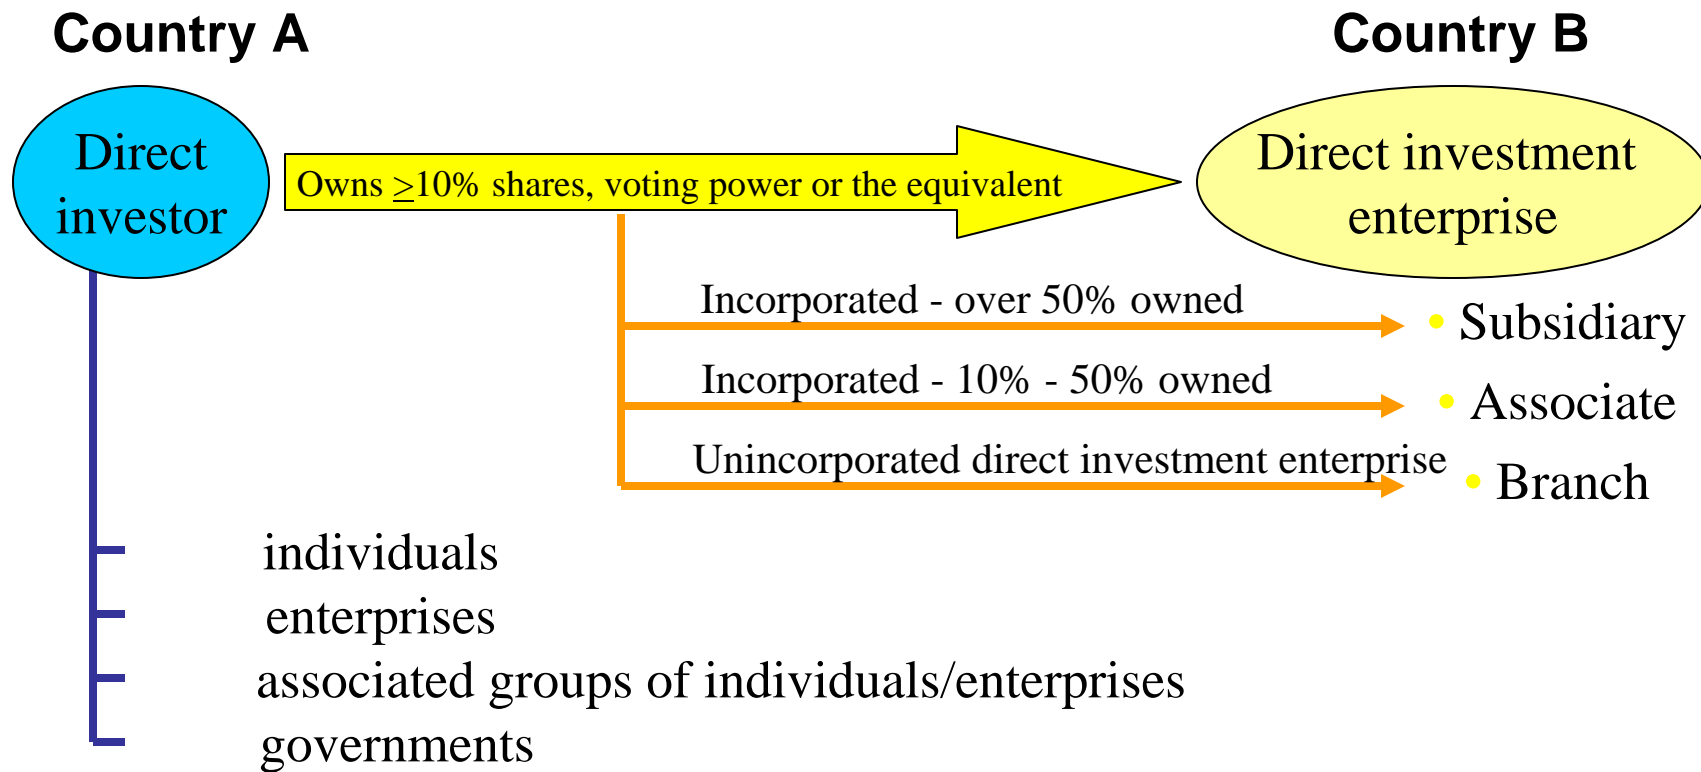 Country A
Country B
Direct
investor
Owns ≥10% shares, voting power or the equivalent
Direct investment
enterprise
Incorporated - over 50% owned
• Subsidiary
Incorporated - 10% - 50% owned
• Associate
Unincorporated direct investment enterprise
• Branch
individuals
enterprises
associated groups of individuals/enterprises
governments